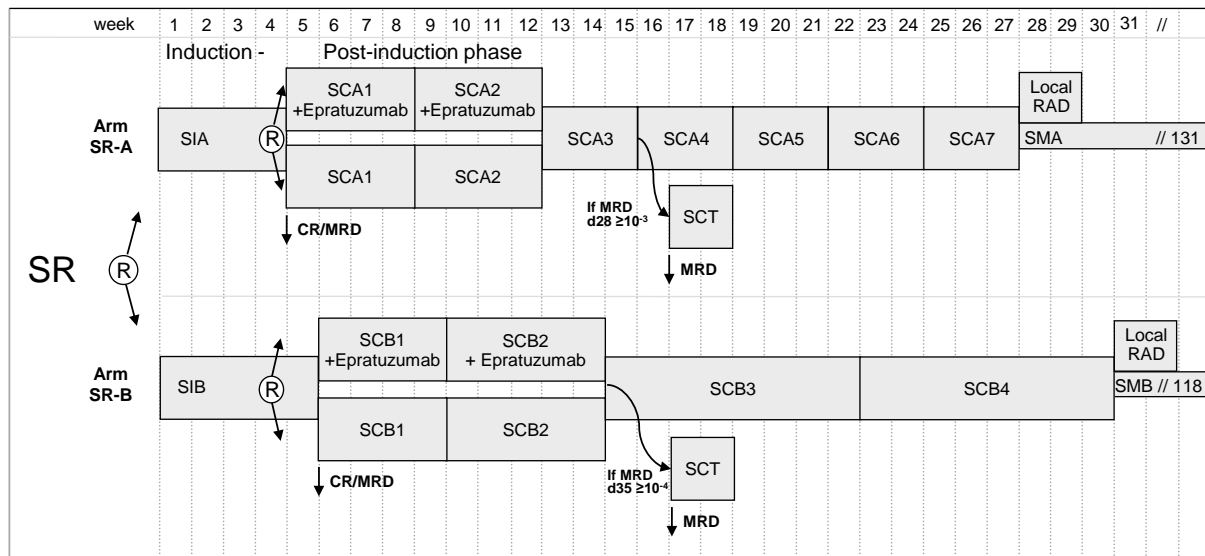 week 1 2 3 4 5 6 7 8 9 10 11 12 13 14 15 16 17 18 19 20 21 22 23 24 25 26 27 28 29 30 31 //
Induction - Post-induction phase
SCA1
+Epratuzumab
SCA2
+Epratuzumab
Local
RAD
Arm
SR-A
SIA
R
SCA3
SCA4
SCA5
SCA6
SCA7
SMA // 131
SCA1
SCA2
If MRD
d28 ≥10⁻³
SCT
CR/MRD
MRD
SR
R
SCB1
+Epratuzumab
SCB2
+ Epratuzumab
Local
RAD
Arm
SR-B
SIB
R
SCB3
SCB4
SMB // 118
SCB1
SCB2
If MRD
d35 ≥10⁻⁴
SCT
CR/MRD
MRD